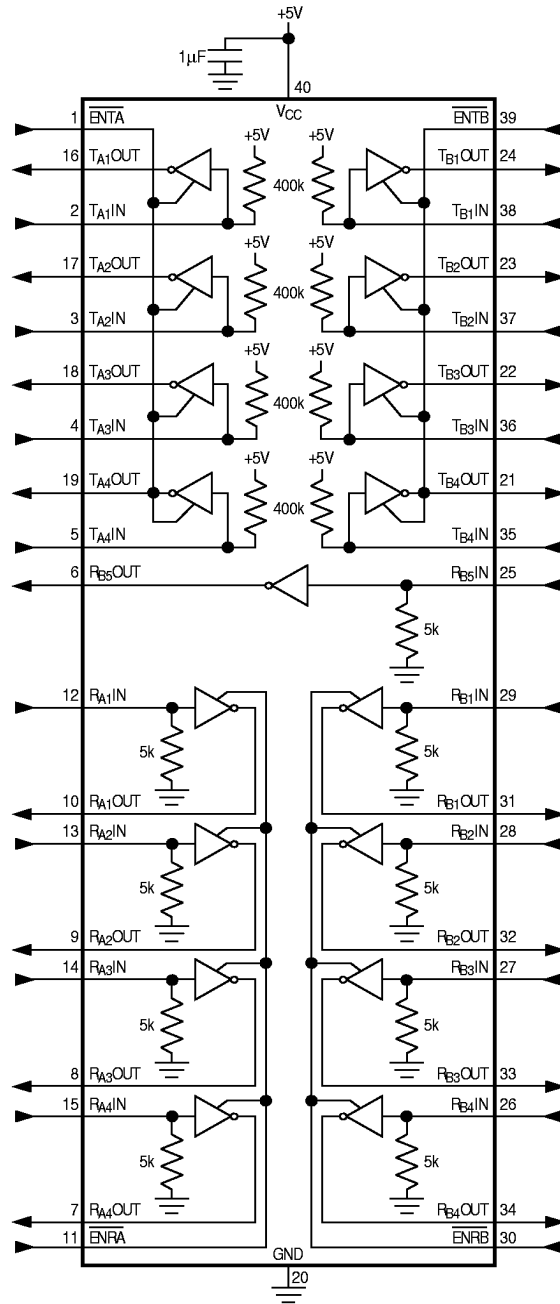 +5V
1μF
40
VCC
1 ENTA ENTB 39
+5V +5V
16 TA1OUT TB1OUT 24
400k
2 TA1IN TB1IN 38
+5V +5V
17 TA2OUT TB2OUT 23
400k
3 TA2IN TB2IN 37
+5V +5V
18 TA3OUT TB3OUT 22
400k
4 TA3IN TB3IN 36
+5V +5V
19 TA4OUT TB4OUT 21
400k
5 TA4IN TB4IN 35
6 RB5OUT RB5IN 25
5k
12 RA1IN RB1IN 29
5k 5k
10 RA1OUT RB1OUT 31
13 RA2IN RB2IN 28
5k 5k
9 RA2OUT RB2OUT 32
14 RA3IN RB3IN 27
5k 5k
8 RA3OUT RB3OUT 33
15 RA4IN RB4IN 26
5k 5k
7 RA4OUT RB4OUT 34
11 ENRA ENRB 30
GND
20